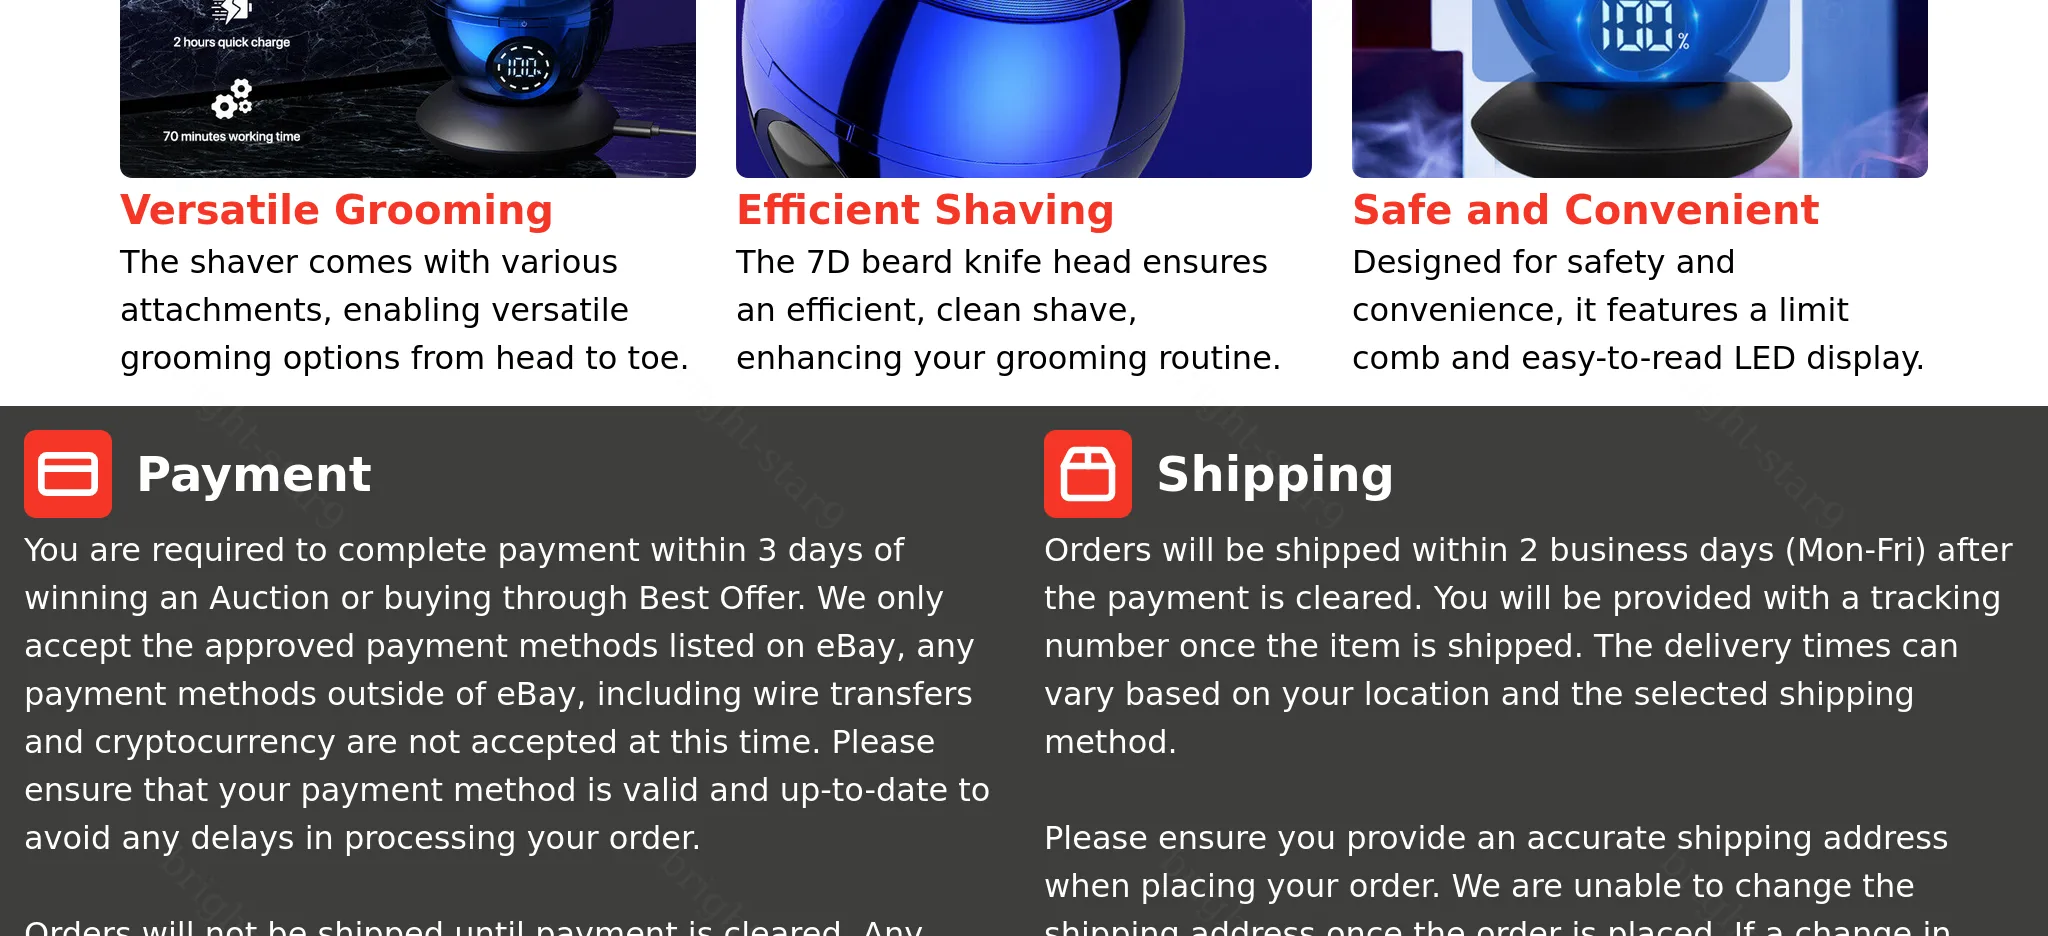 2 hours quick charge
70 minutes working time
100%
100%
Versatile Grooming
The shaver comes with various
attachments, enabling versatile
grooming options from head to toe.
Efficient Shaving
The 7D beard knife head ensures
an efficient, clean shave,
enhancing your grooming routine.
Safe and Convenient
Designed for safety and
convenience, it features a limit
comb and easy-to-read LED display.
Payment
You are required to complete payment within 3 days of
winning an Auction or buying through Best Offer. We only
accept the approved payment methods listed on eBay, any
payment methods outside of eBay, including wire transfers
and cryptocurrency are not accepted at this time. Please
ensure that your payment method is valid and up-to-date to
avoid any delays in processing your order.
Orders will not be shipped until payment is cleared. Any
Shipping
Orders will be shipped within 2 business days (Mon-Fri) after
the payment is cleared. You will be provided with a tracking
number once the item is shipped. The delivery times can
vary based on your location and the selected shipping
method.
Please ensure you provide an accurate shipping address
when placing your order. We are unable to change the
shipping address once the order is placed. If a change in